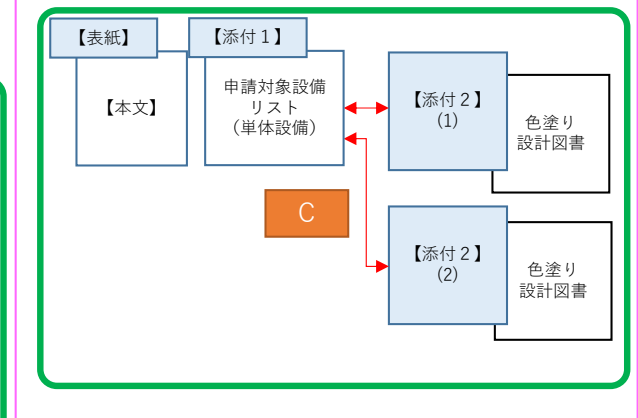 【表紙】
【本文】
【添付１】
申請対象設備
リスト
（単体設備）
【添付２】
(1)
色塗り
設計図書
C
【添付２】
(2)
色塗り
設計図書